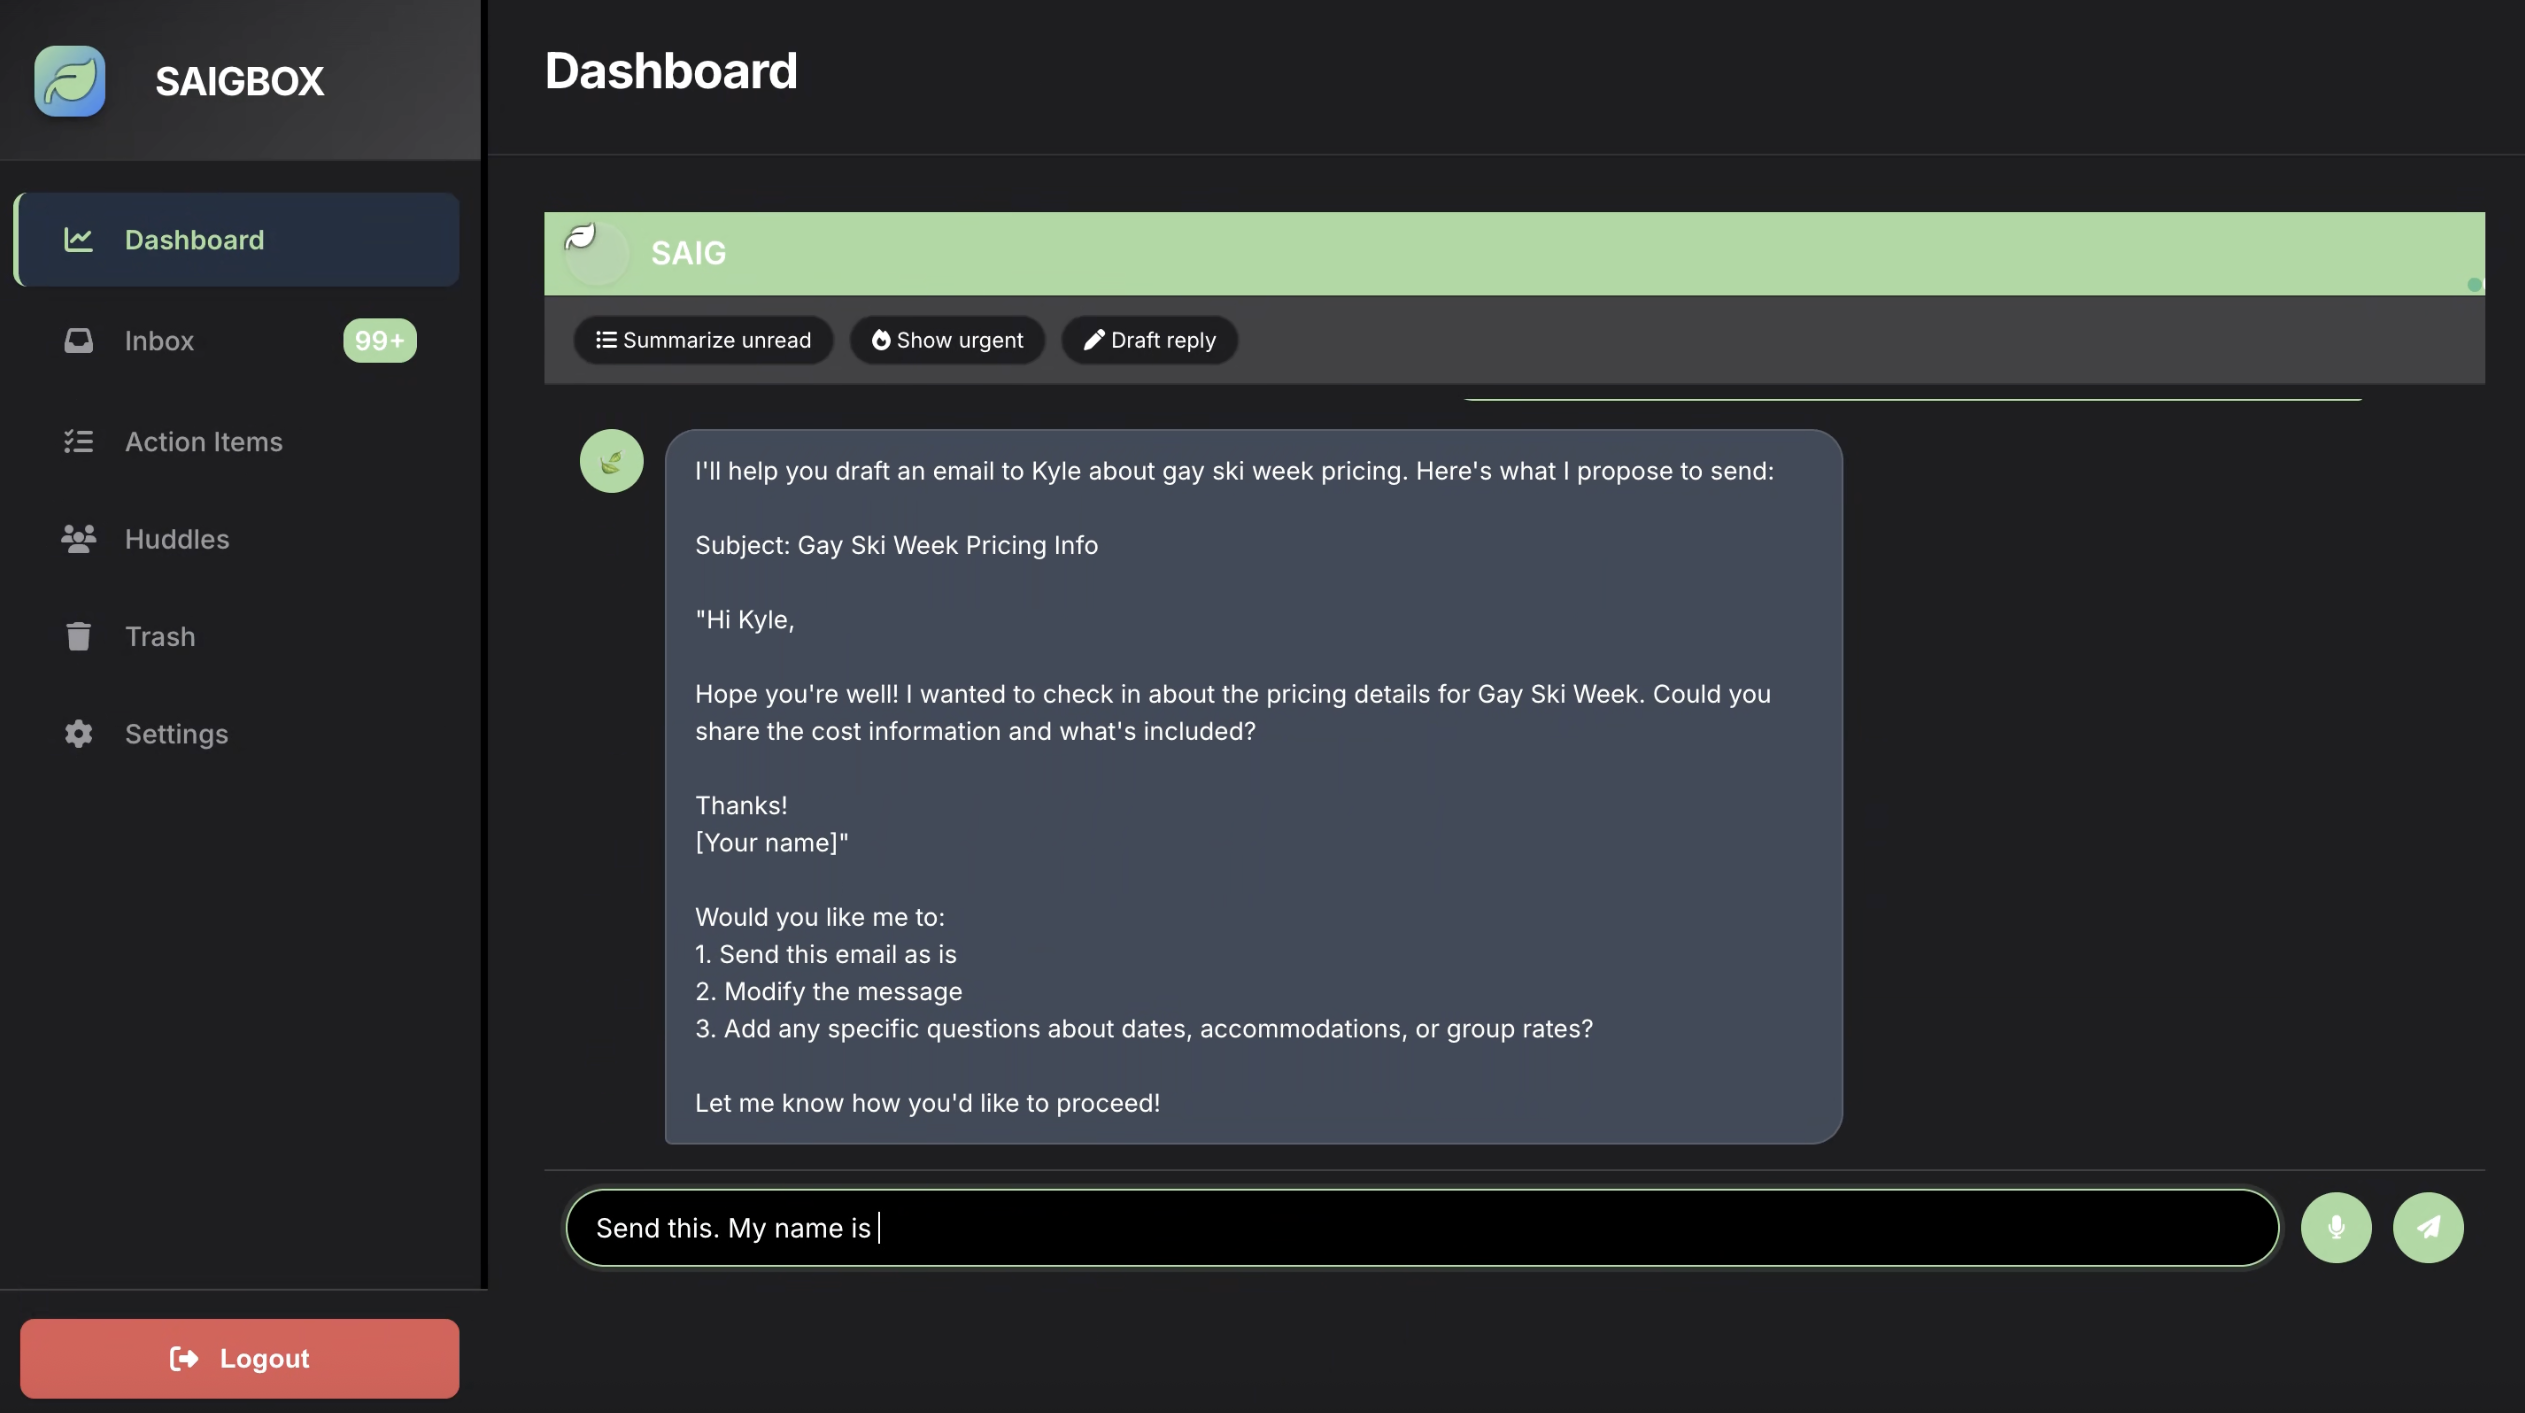 SAIGBOX
Dashboard
Inbox
99+
Action Items
Huddles
Trash
Settings
Logout
Dashboard
SAIG
Summarize unread
Show urgent
Draft reply
I'll help you draft an email to Kyle about gay ski week pricing. Here's what I propose to send:
Subject: Gay Ski Week Pricing Info
"Hi Kyle,
Hope you're well! I wanted to check in about the pricing details for Gay Ski Week. Could you
share the cost information and what's included?
Thanks!
[Your name]"
Would you like me to:
1. Send this email as is
2. Modify the message
3. Add any specific questions about dates, accommodations, or group rates?
Let me know how you'd like to proceed!
Send this. My name is